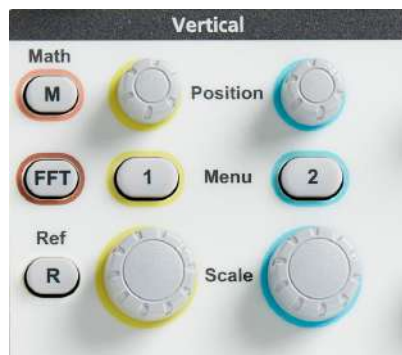 Vertical
Math
M
Position
FFT
1
Menu
2
Ref
R
Scale